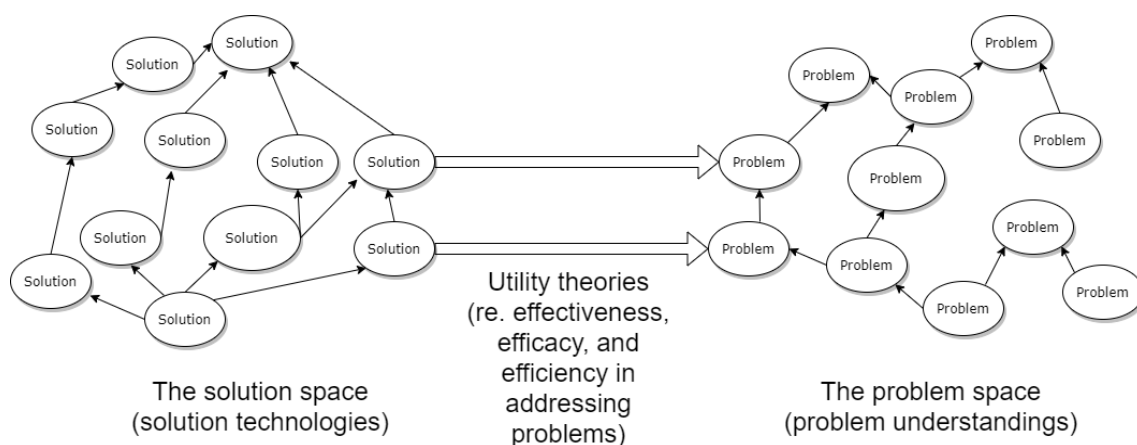 Solution
Solution
Solution
Solution
Solution
Solution
Solution
Solution
Solution
Solution
Solution
Solution
Problem
Problem
Problem
Problem
Problem
Problem
Problem
Problem
Problem
Problem
Problem
Utility theories
(re. effectiveness,
efficacy, and
efficiency in
addressing
problems)
The solution space
(solution technologies)
The problem space
(problem understandings)